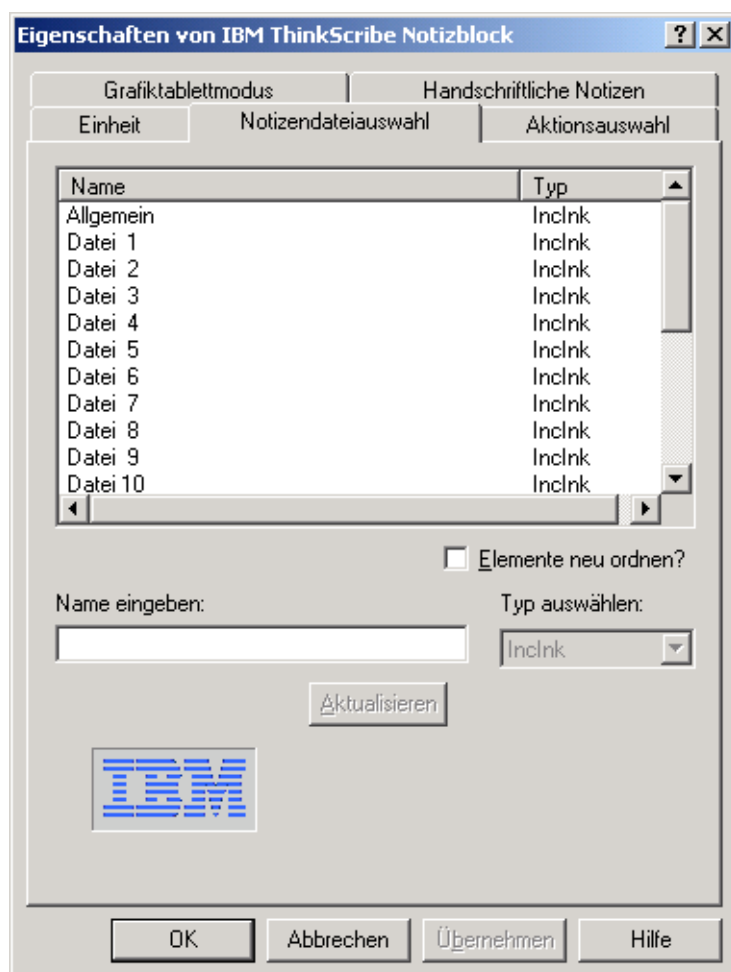 Eigenschaften von IBM ThinkScribe Notizblock
Grafiktablettmodus Handschriftliche Notizen
Einheit Notizendateiauswahl Aktionsauswahl
Name Typ
Allgemein IncInk
Datei 1 IncInk
Datei 2 IncInk
Datei 3 IncInk
Datei 4 IncInk
Datei 5 IncInk
Datei 6 IncInk
Datei 7 IncInk
Datei 8 IncInk
Datei 9 IncInk
Datei 10 IncInk
Elemente neu ordnen?
Name eingeben: Typ auswählen:
IncInk
Aktualisieren
IBM
OK Abbrechen Übernehmen Hilfe